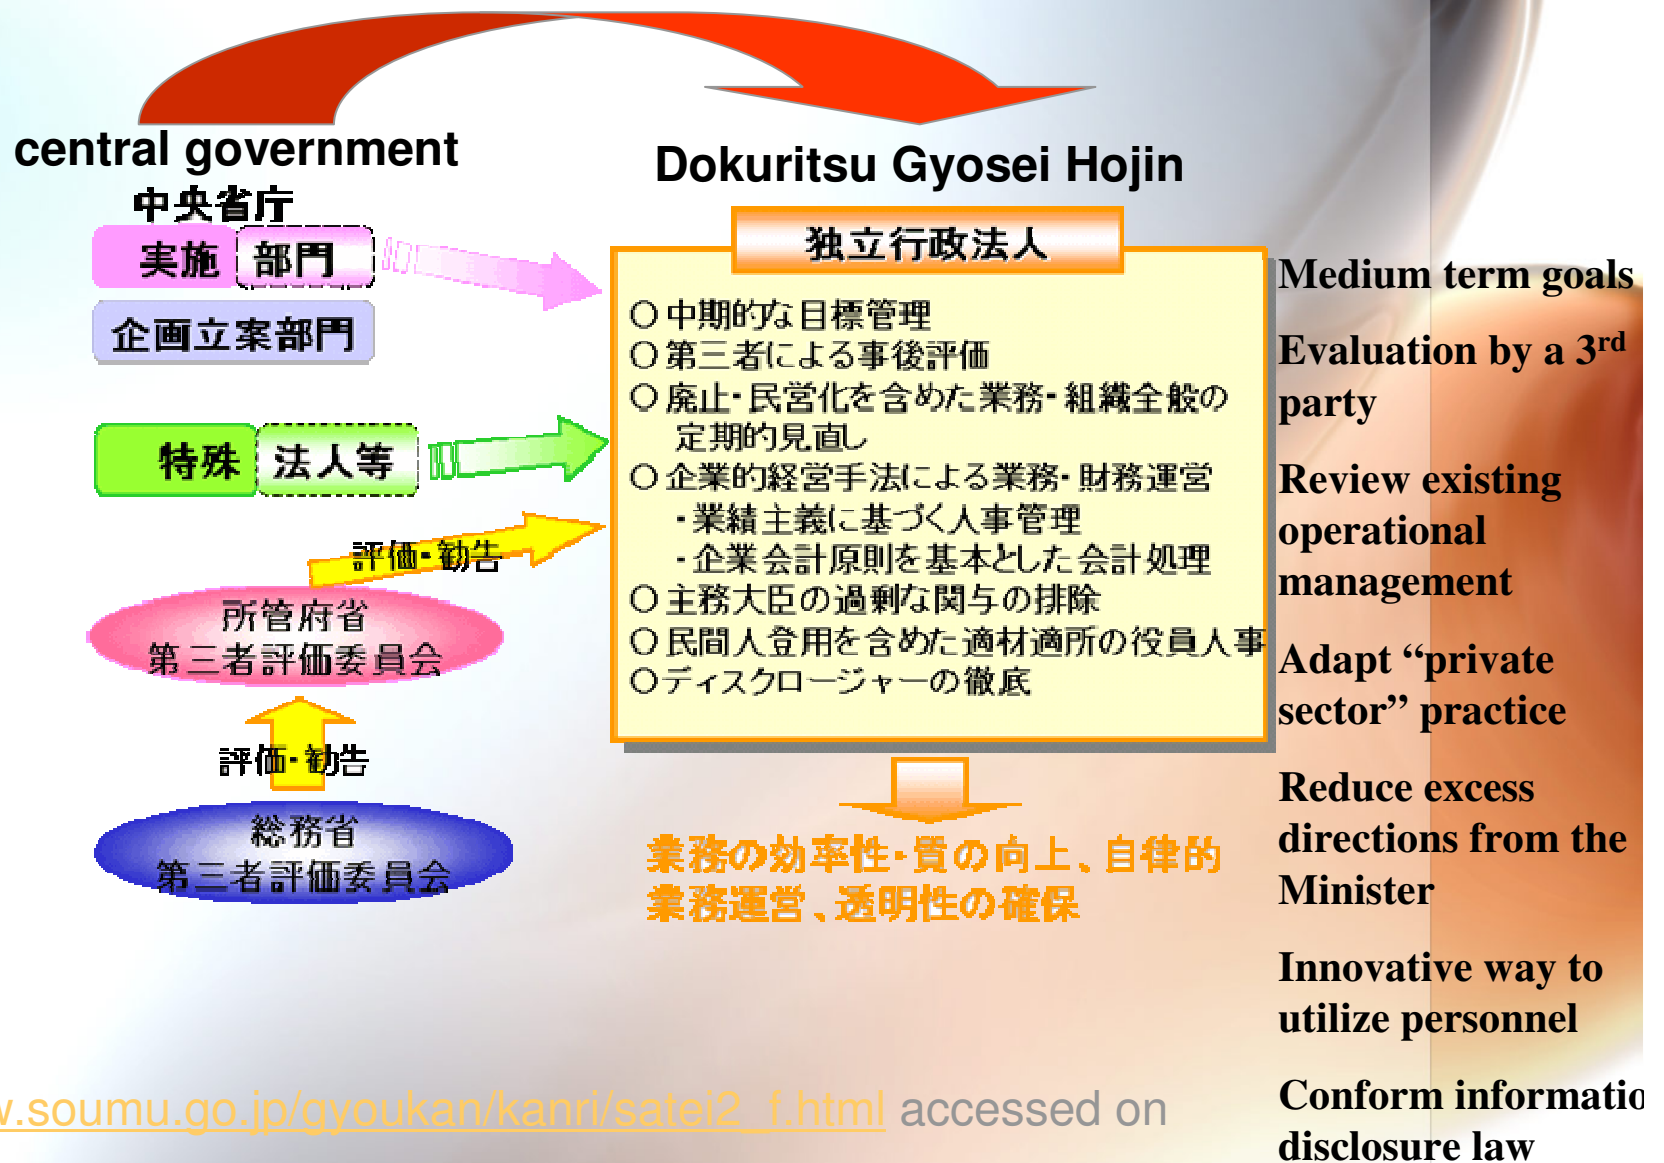 central government
中央省庁
実施 部門
企画立案部門
特殊 法人等
評価・勧告
所管府省
第三者評価委員会
評価・勧告
総務省
第三者評価委員会
Dokuritsu Gyosei Hojin
独立行政法人
○中期的な目標管理
○第三者による事後評価
○廃止・民営化を含めた業務・組織全般の
定期的見直し
○企業的経営手法による業務・財務運営
・業績主義に基づく人事管理
・企業会計原則を基本とした会計処理
○主務大臣の過剰な関与の排除
○民間人登用を含めた適材適所の役員人事
○ディスクロージャーの徹底
業務の効率性・質の向上、自律的
業務運営、透明性の確保
Medium term goals
Evaluation by a 3rd
party
Review existing
operational
management
Adapt “private
sector” practice
Reduce excess
directions from the
Minister
Innovative way to
utilize personnel
Conform informatio
disclosure law
w.soumu.go.jp/gyoukan/kanri/satei2_f.html accessed on